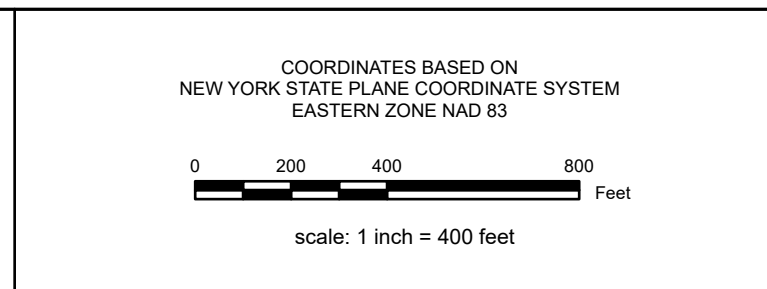 COORDINATES BASED ON
NEW YORK STATE PLANE COORDINATE SYSTEM
EASTERN ZONE NAD 83
0 200 400 800
Feet
scale: 1 inch = 400 feet